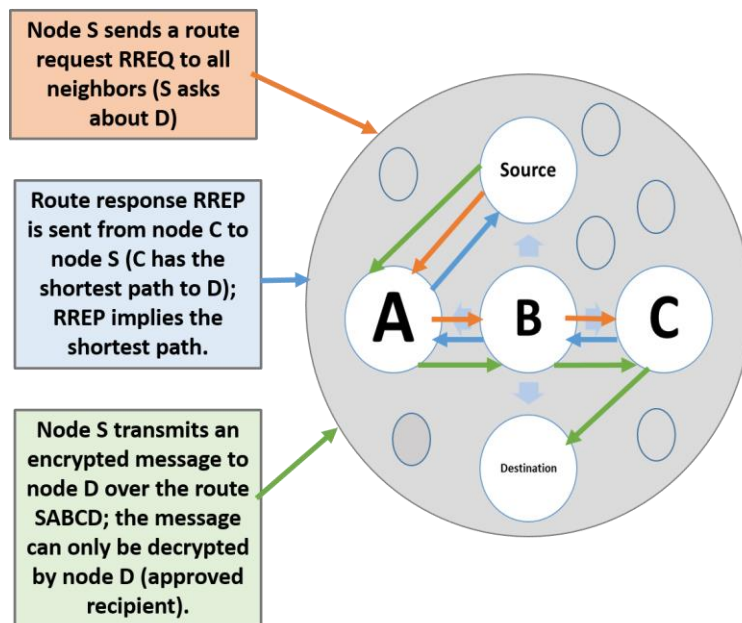 Node S sends a route
request RREQ to all
neighbors (S asks
about D)
Route response RREP
is sent from node C to
node S (C has the
shortest path to D);
RREP implies the
shortest path.
Node S transmits an
encrypted message to
node D over the route
SABCD; the message
can only be decrypted
by node D (approved
recipient).
Source
A
B
C
Destination